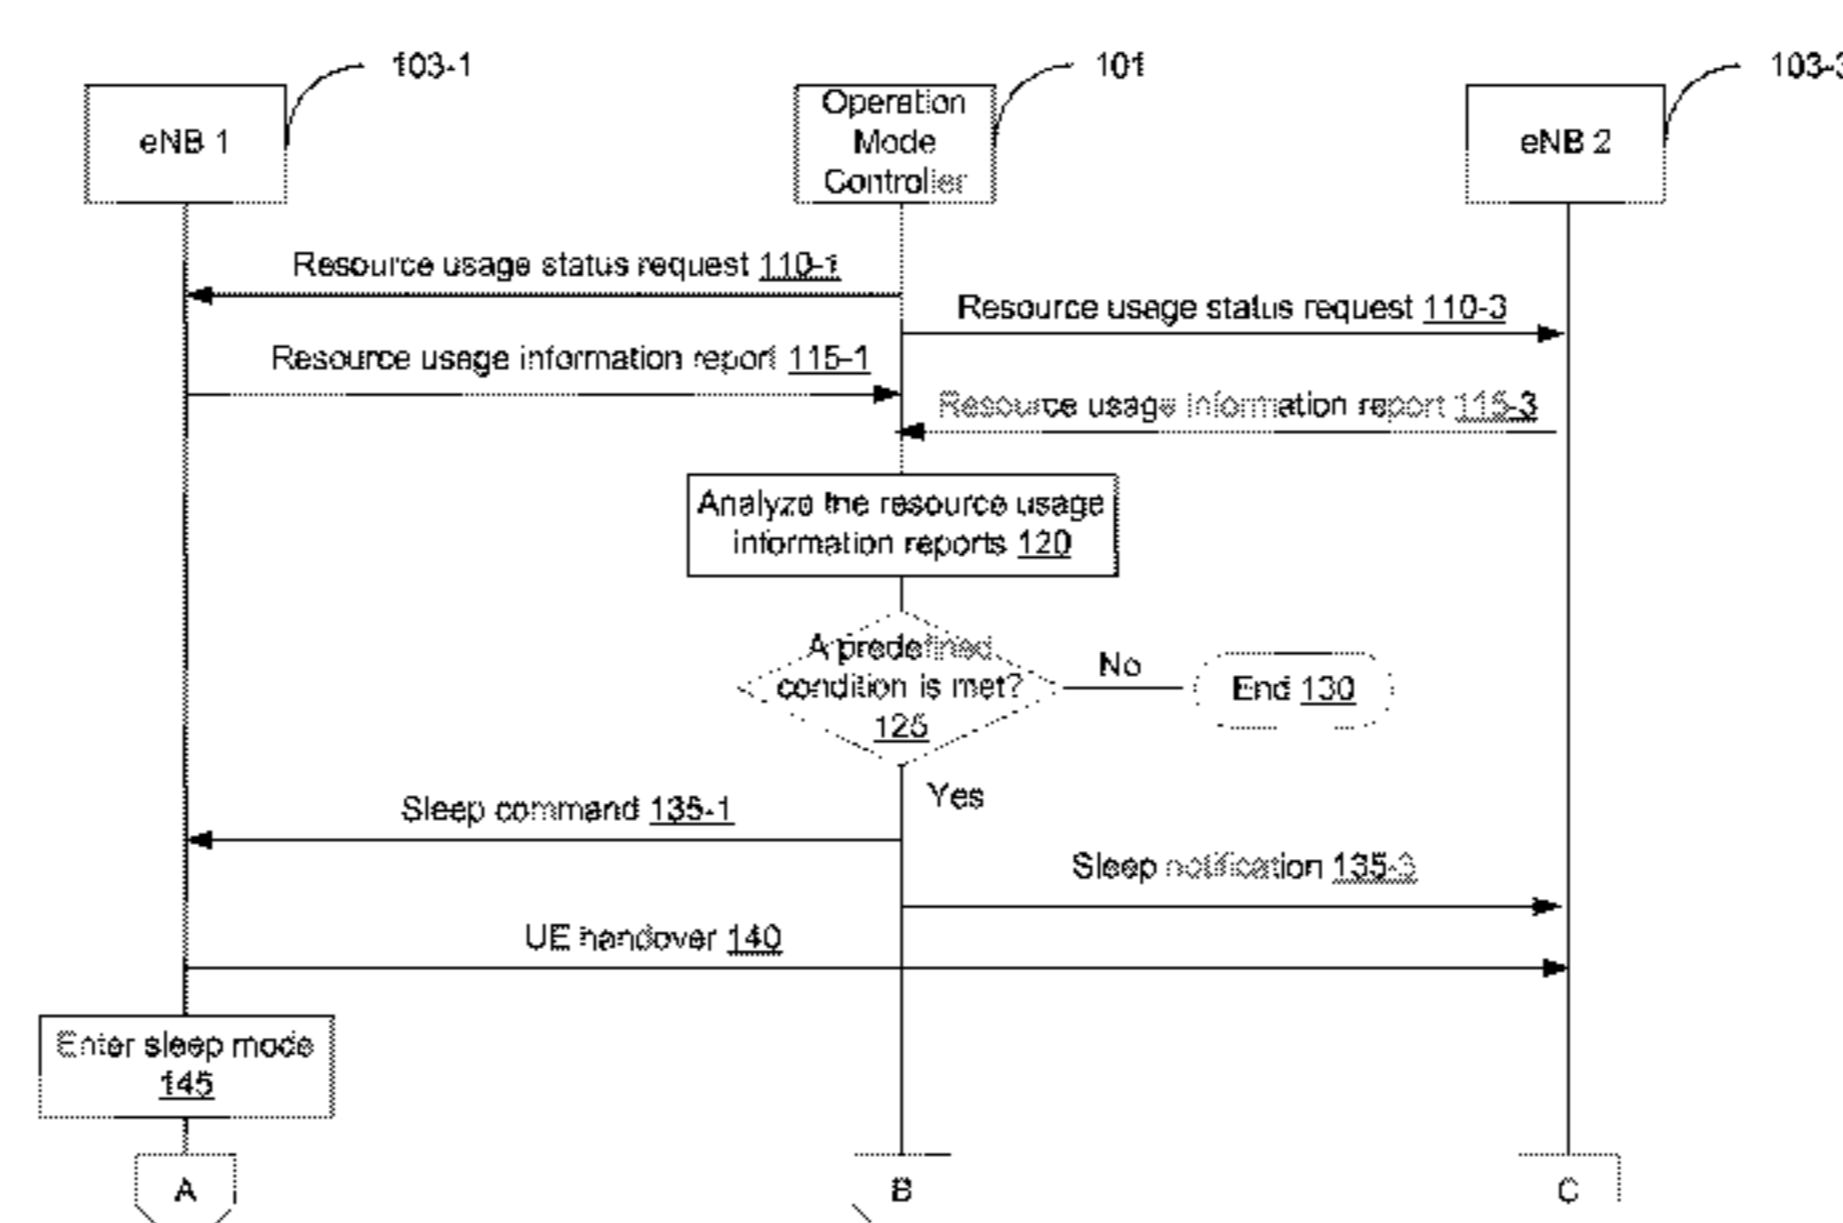 103-1
101
103-3
eNB 1
Operation
Mode
Controller
eNB 2
Resource usage status request 110-1
Resource usage status request 110-3
Resource usage information report 115-1
Resource usage information report 115-3
Analyze the resource usage
information reports 120
A predefined
condition is met?
125
No
End 130
Yes
Sleep command 135-1
Sleep notification 135-3
UE handover 140
Enter sleep mode
145
A
B
C